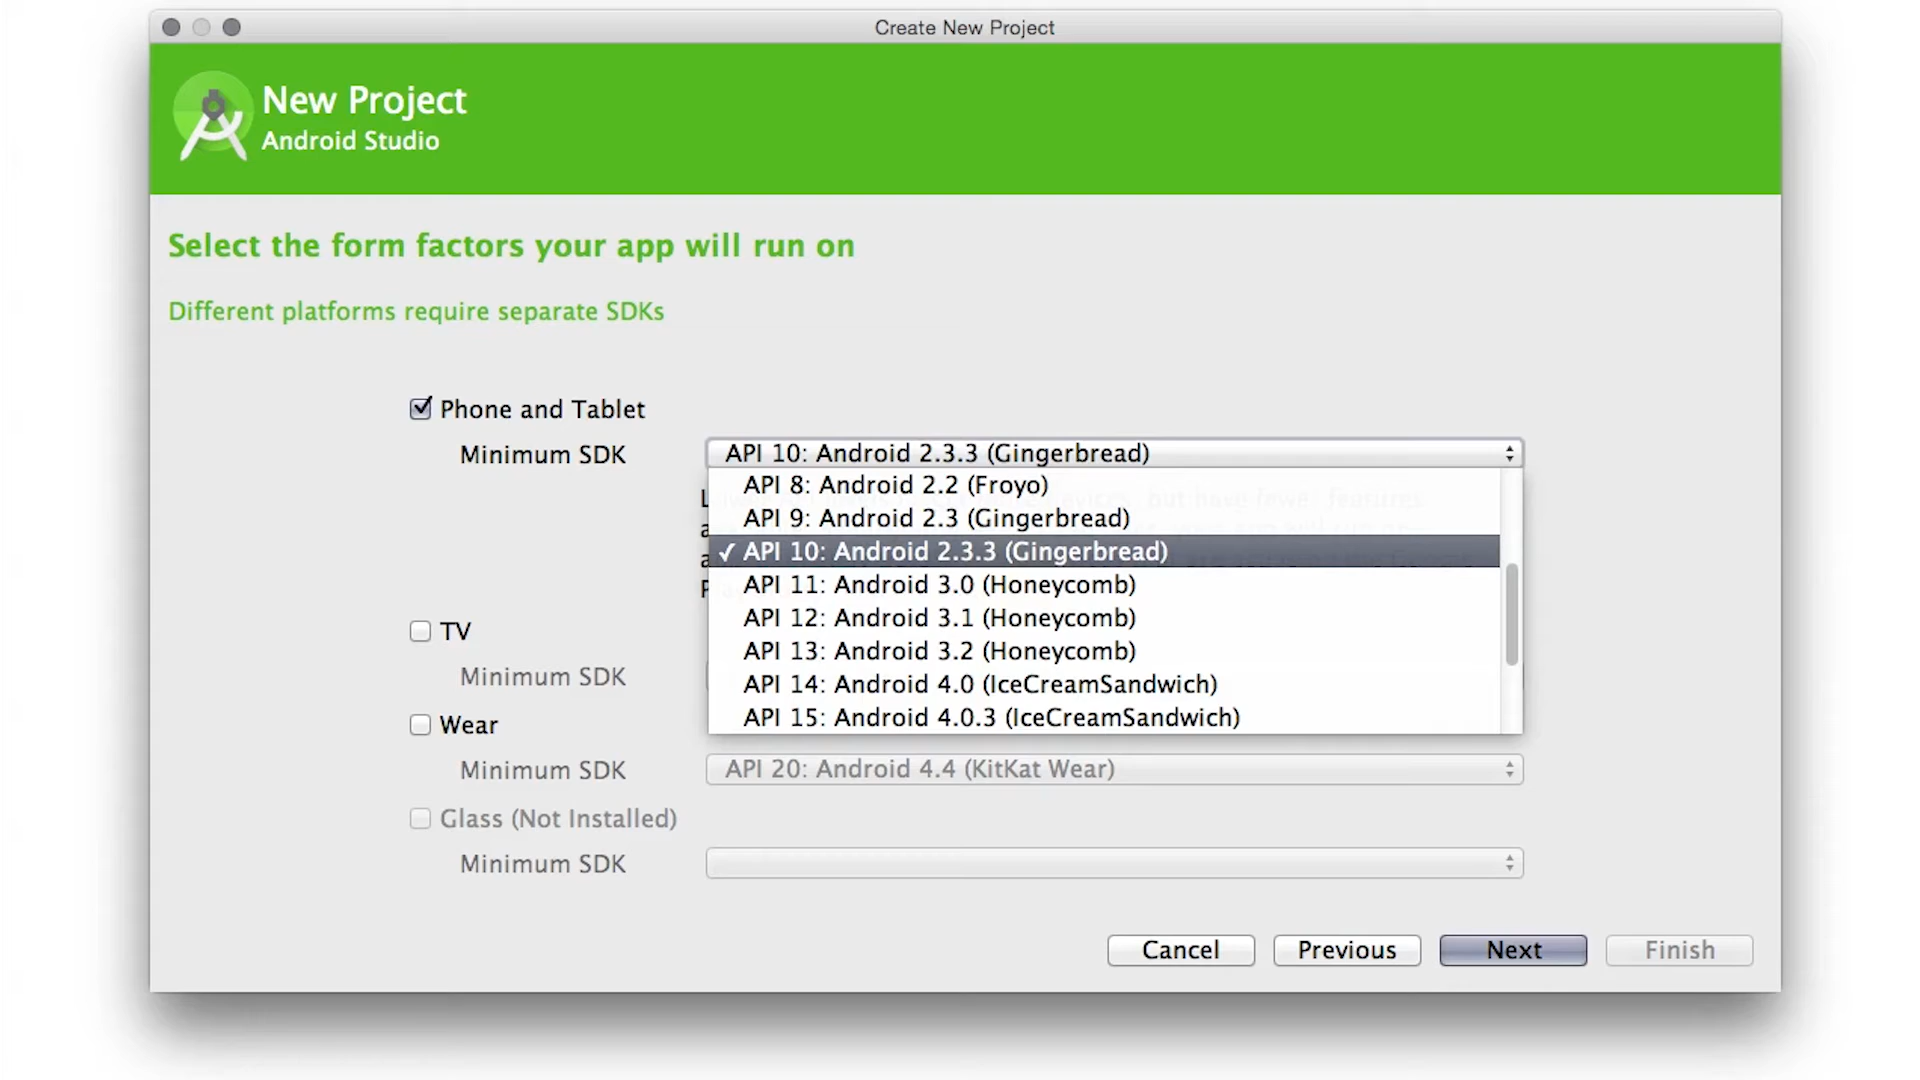 Create New Project
New Project
Android Studio
Select the form factors your app will run on
Different platforms require separate SDKs
Phone and Tablet
Minimum SDK
API 10: Android 2.3.3 (Gingerbread)
API 8: Android 2.2 (Froyo)
API 9: Android 2.3 (Gingerbread)
✓ API 10: Android 2.3.3 (Gingerbread)
API 11: Android 3.0 (Honeycomb)
API 12: Android 3.1 (Honeycomb)
API 13: Android 3.2 (Honeycomb)
API 14: Android 4.0 (IceCreamSandwich)
API 15: Android 4.0.3 (IceCreamSandwich)
TV
Minimum SDK
Wear
Minimum SDK
API 20: Android 4.4 (KitKat Wear)
Glass (Not Installed)
Minimum SDK
Cancel
Previous
Next
Finish